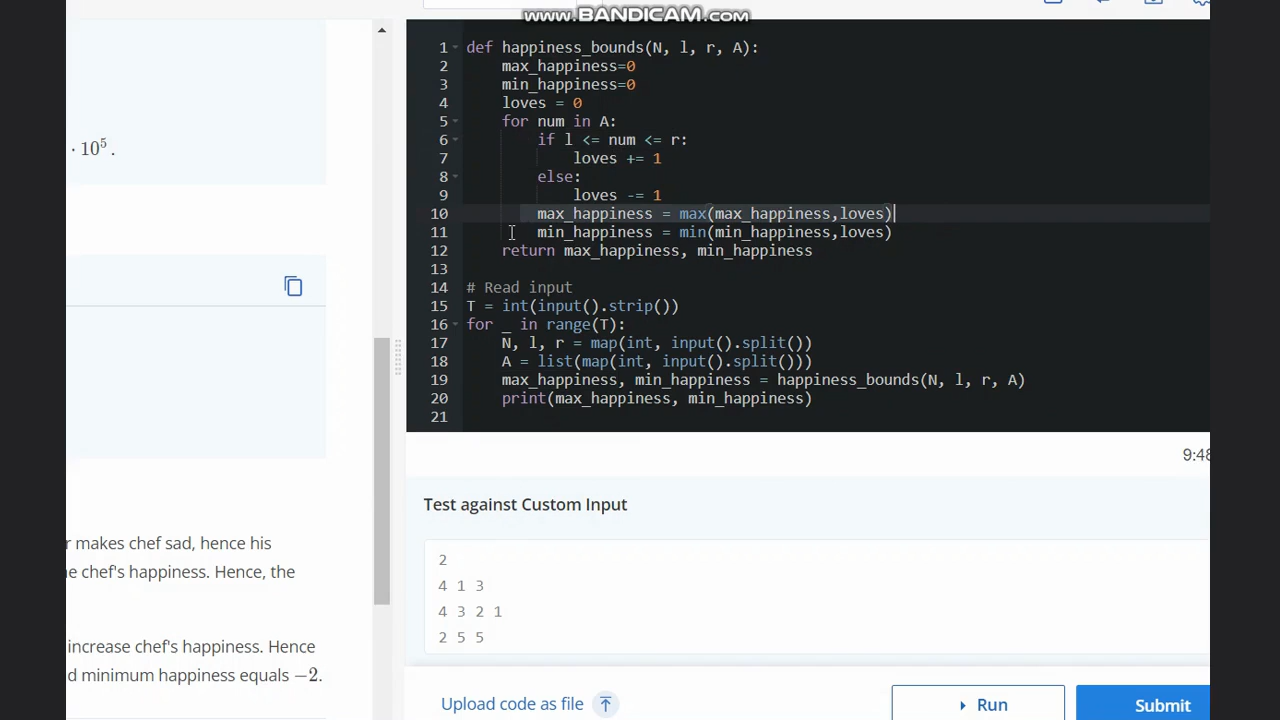 www.BANDICAM.com
1 def happiness_bounds(N, l, r, A):
2 max_happiness=0
3 min_happiness=0
4 loves = 0
5 for num in A:
6 if l <= num <= r:
7 loves += 1
8 else:
9 loves -= 1
10 max_happiness = max(max_happiness,loves)
11 min_happiness = min(min_happiness,loves)
12 return max_happiness, min_happiness
13
14 # Read input
15 T = int(input().strip())
16 for _ in range(T):
17 N, l, r = map(int, input().split())
18 A = list(map(int, input().split()))
19 max_happiness, min_happiness = happiness_bounds(N, l, r, A)
20 print(max_happiness, min_happiness)
21
· 10⁵.
r makes chef sad, hence his
e chef's happiness. Hence, the
increase chef's happiness. Hence
d minimum happiness equals −2.
9:48
Test against Custom Input
2
4 1 3
4 3 2 1
2 5 5
Upload code as file
Run
Submit